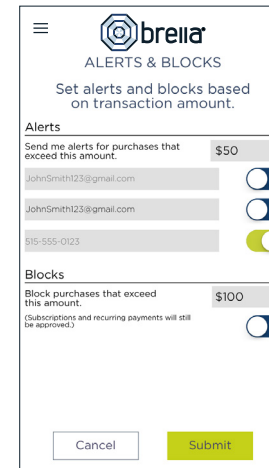 brella
ALERTS & BLOCKS
Set alerts and blocks based
on transaction amount.
Alerts
Send me alerts for purchases that
exceed this amount.
$50
JohnSmith123@gmail.com
JohnSmith123@gmail.com
515-555-0123
Blocks
Block purchases that exceed
this amount.
$100
(Subscriptions and recurring payments will still
be approved.)
Cancel
Submit